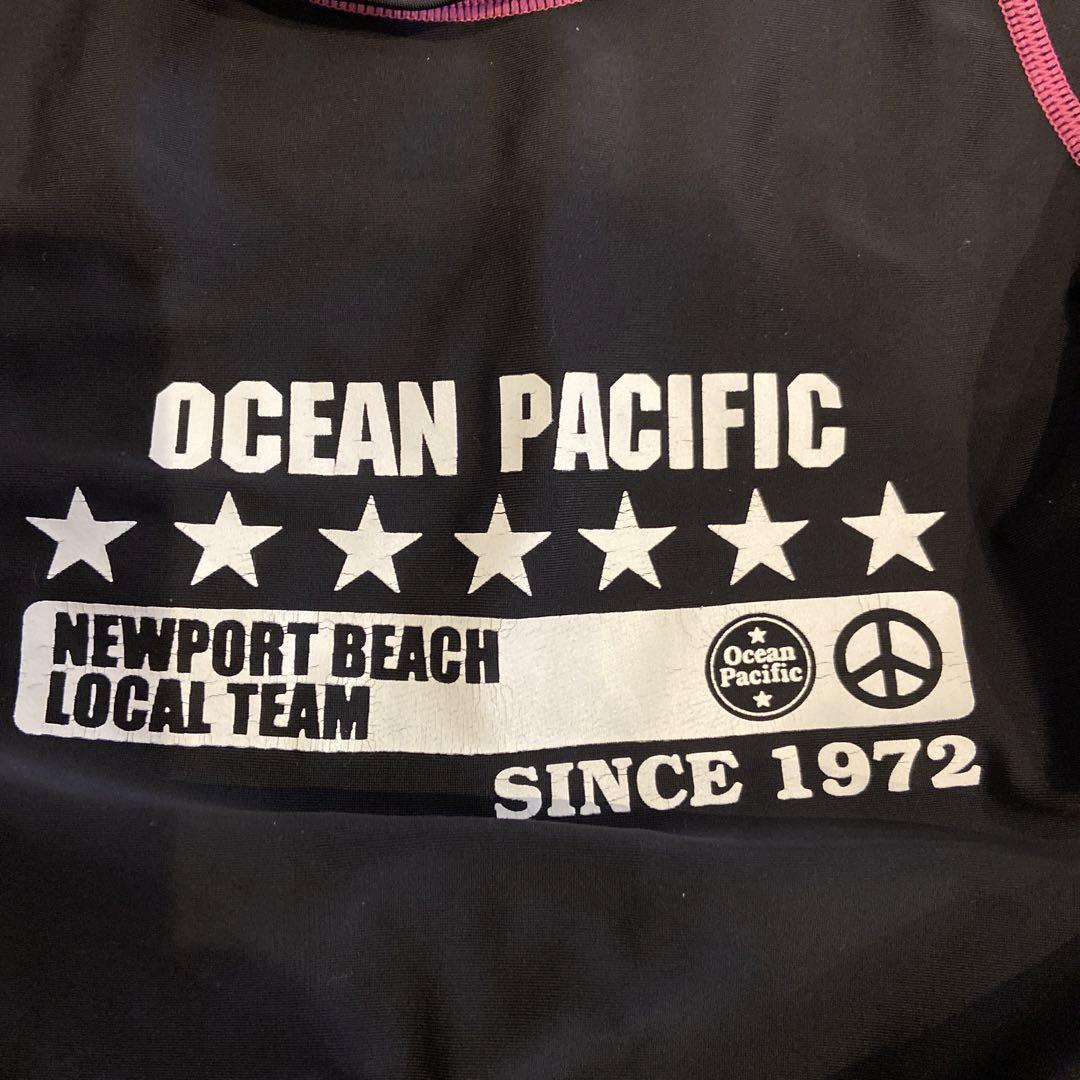 OCEAN PACIFIC
NEWPORT BEACH
LOCAL TEAM
Ocean
Pacific
SINCE 1972